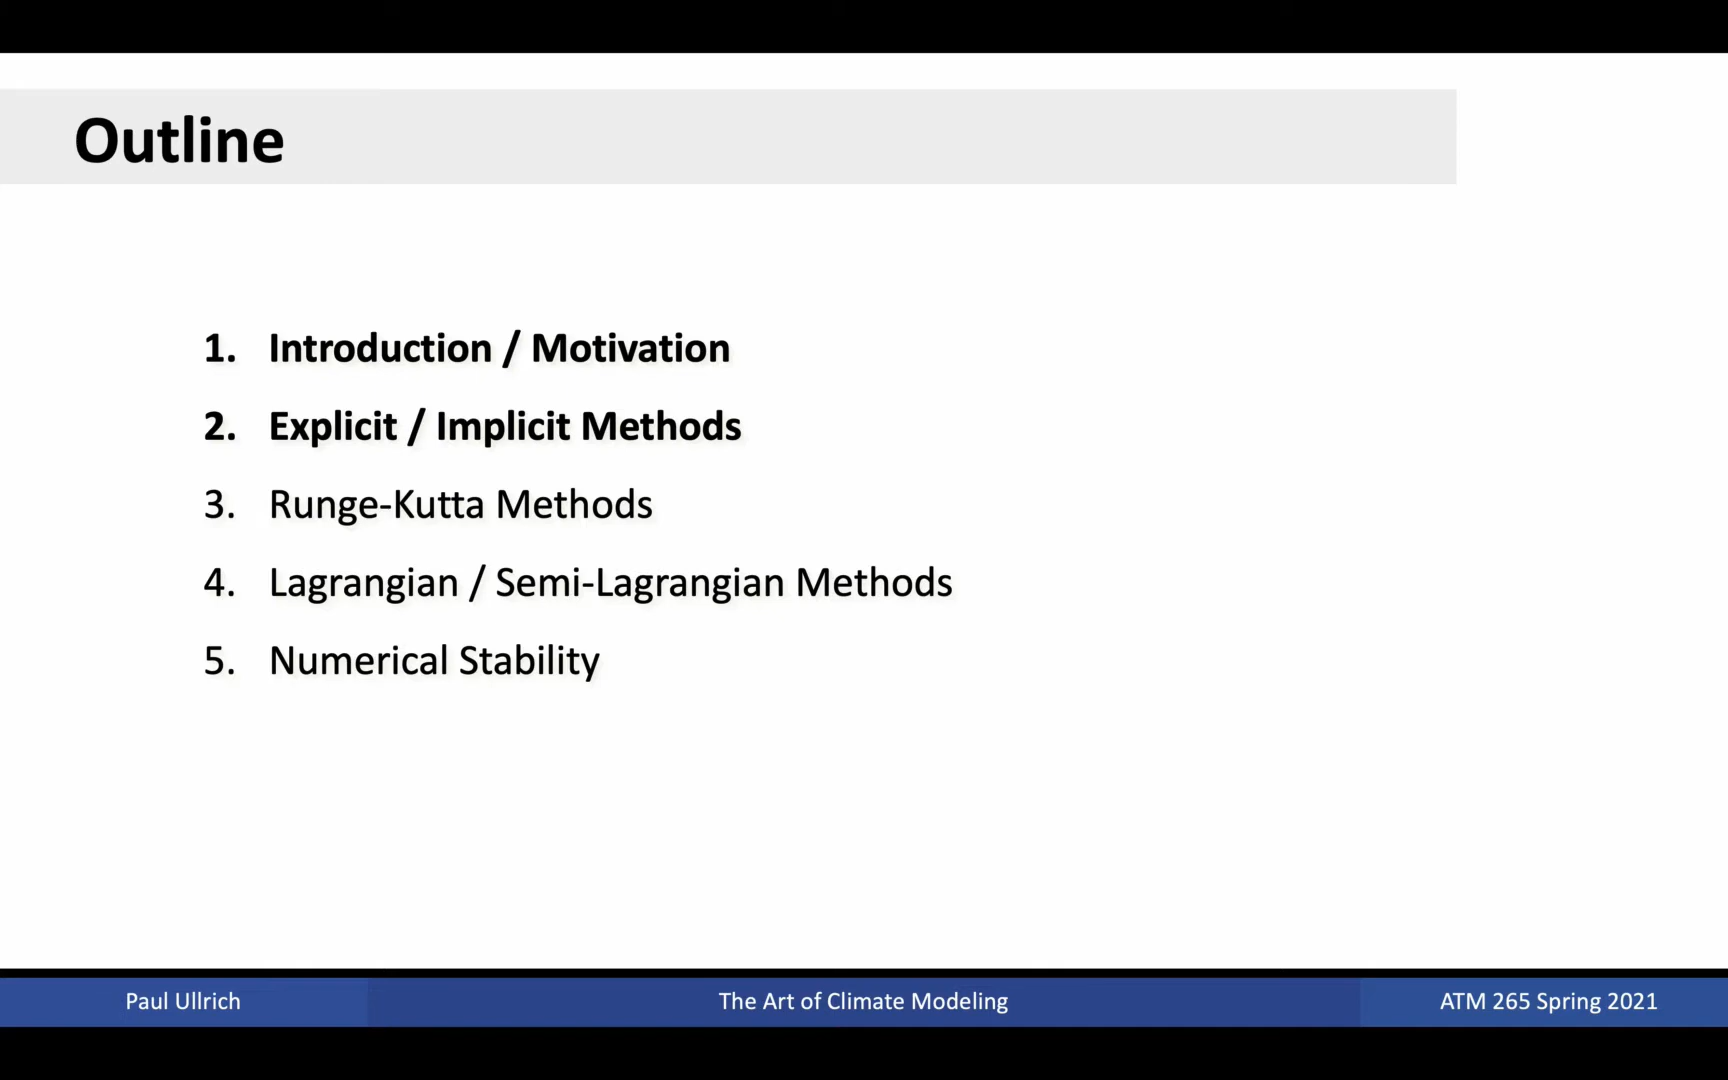 Outline
1. Introduction / Motivation
2. Explicit / Implicit Methods
3. Runge-Kutta Methods
4. Lagrangian / Semi-Lagrangian Methods
5. Numerical Stability
Paul Ullrich
The Art of Climate Modeling
ATM 265 Spring 2021